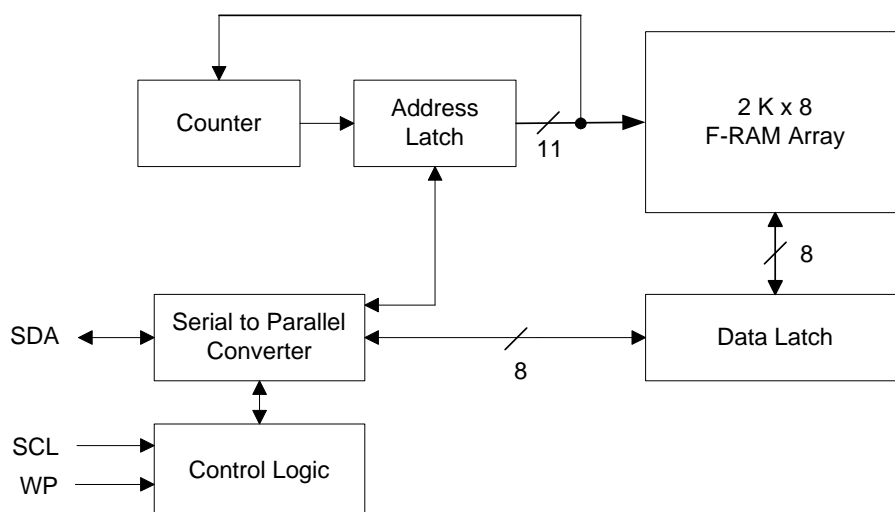 Counter
Address
Latch
11
2 K x 8
F-RAM Array
8
SDA
Serial to Parallel
Converter
8
Data Latch
SCL
WP
Control Logic